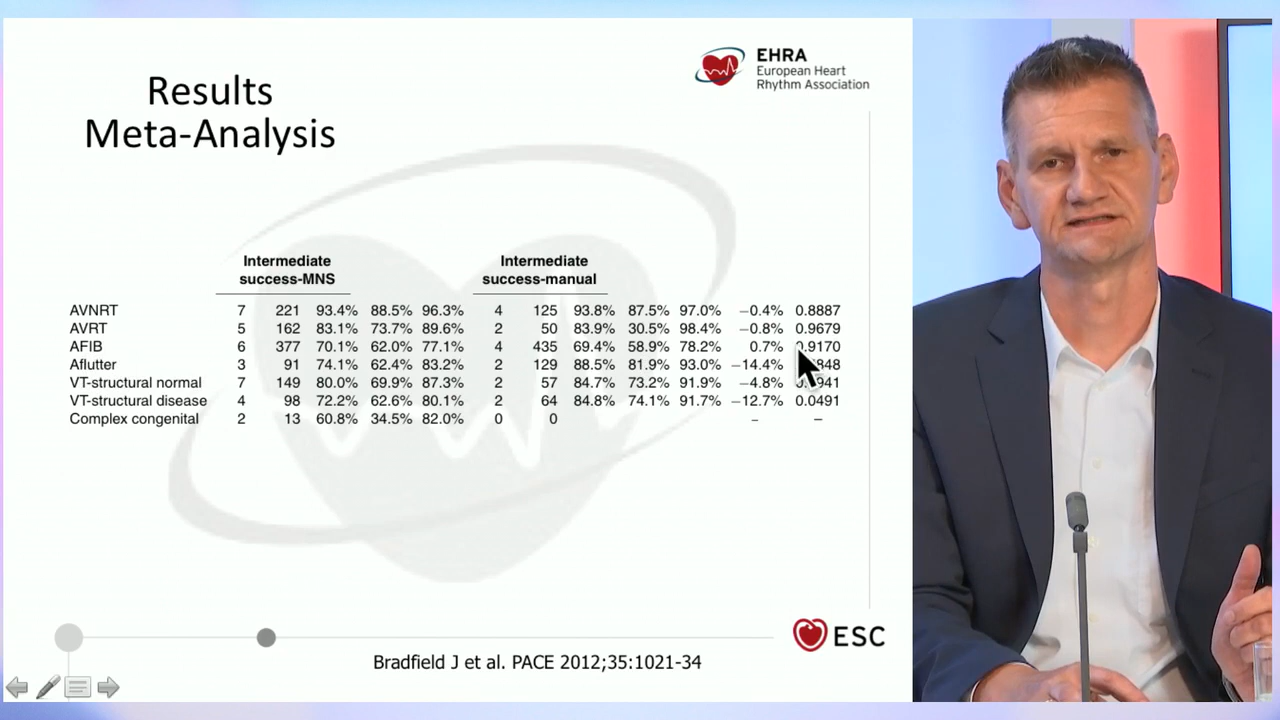 Results
Meta-Analysis
EHRA
European Heart
Rhythm Association
Intermediate
success-MNS
Intermediate
success-manual
AVNRT 7 221 93.4% 88.5% 96.3% 4 125 93.8% 87.5% 97.0% −0.4% 0.8887
AVRT 5 162 83.1% 73.7% 89.6% 2 50 83.9% 30.5% 98.4% −0.8% 0.9679
AFIB 6 377 70.1% 62.0% 77.1% 4 435 69.4% 58.9% 78.2% 0.7% 0.9170
Aflutter 3 91 74.1% 62.4% 83.2% 2 129 88.5% 81.9% 93.0% −14.4%
VT-structural normal 7 149 80.0% 69.9% 87.3% 2 57 84.7% 73.2% 91.9% −4.8%
VT-structural disease 4 98 72.2% 62.6% 80.1% 2 64 84.8% 74.1% 91.7% −12.7% 0.0491
Complex congenital 2 13 60.8% 34.5% 82.0% 0 0 – –
ESC
Bradfield J et al. PACE 2012;35:1021-34